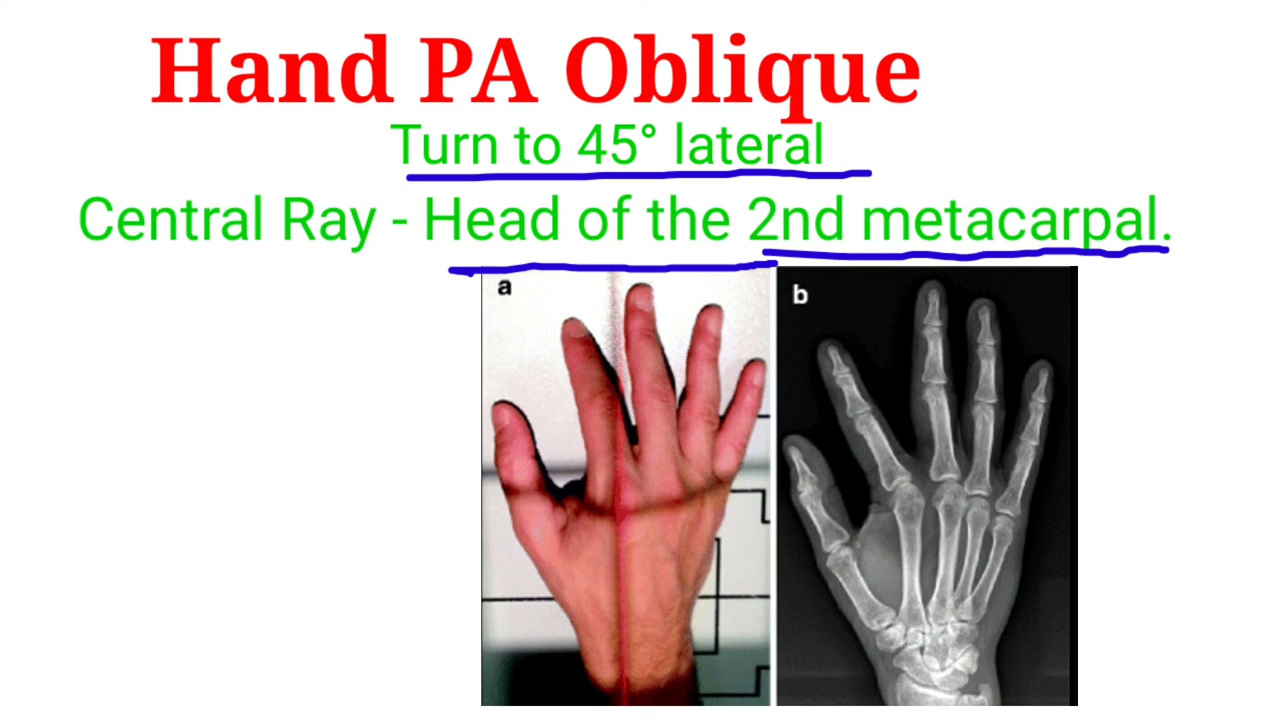 Hand PA Oblique
Turn to 45° lateral
Central Ray - Head of the 2nd metacarpal.
a
b